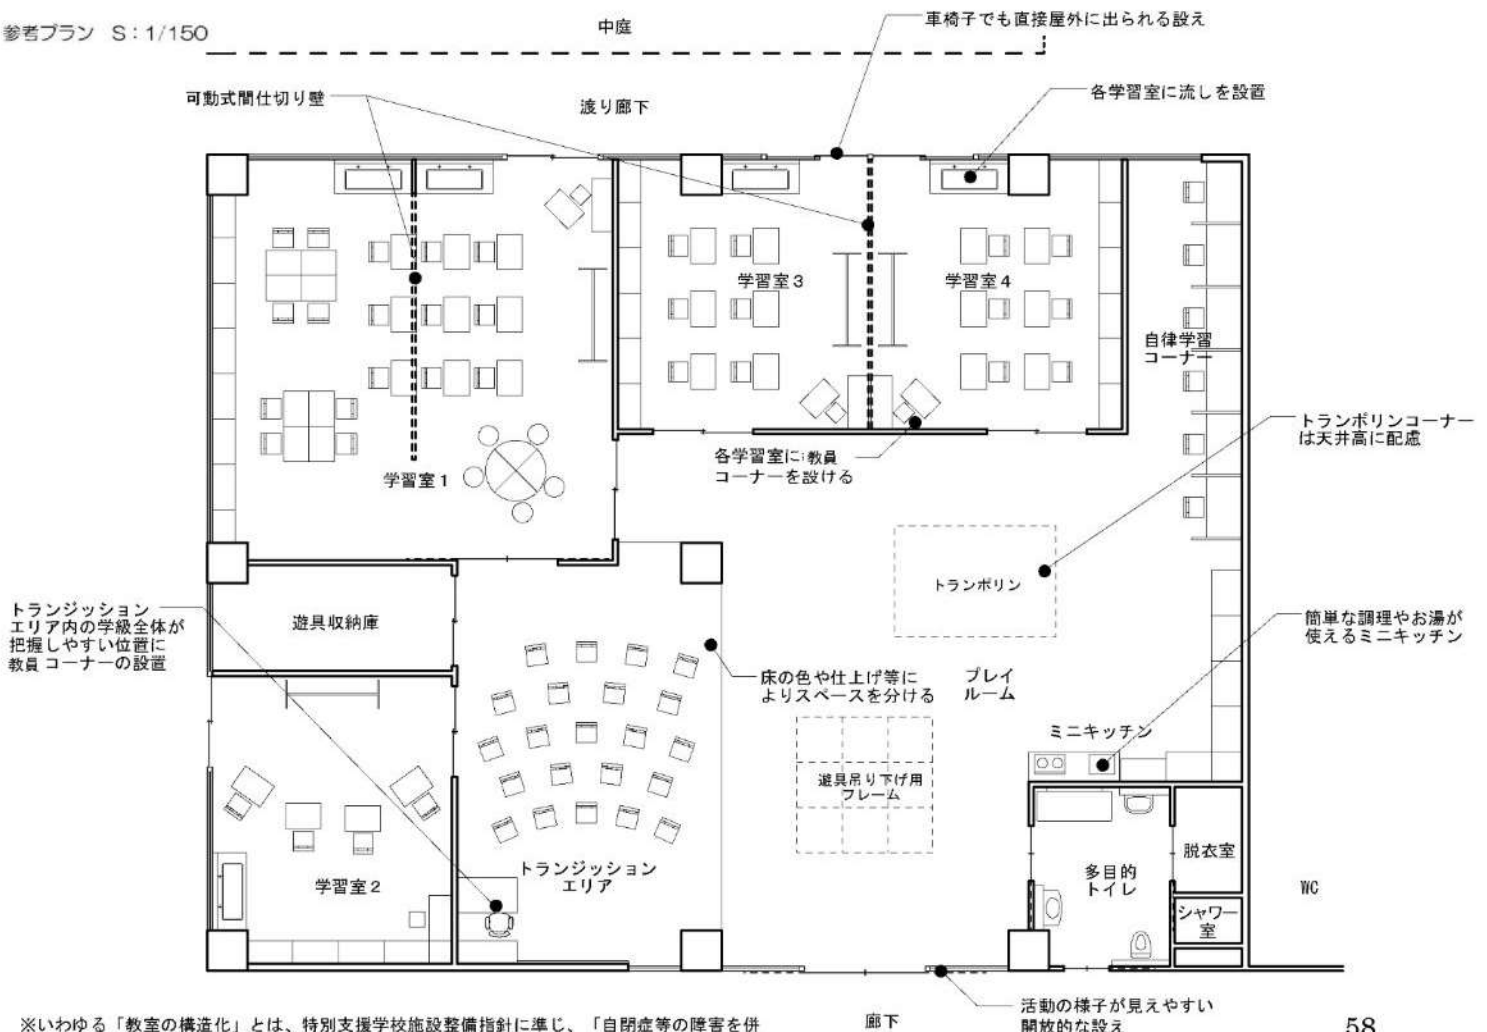 参考プラン S：1/150
中庭
車椅子でも直接屋外に出られる設え
可動式間仕切り壁
渡り廊下
各学習室に流しを設置
学習室3
学習室4
自律学習
コーナー
トランポリンコーナー
は天井高に配慮
各学習室に教員
コーナーを設ける
学習室1
トランポリン
トランジッション
エリア内の学級全体が
把握しやすい位置に
教員 コーナーの設置
遊具収納庫
簡単な調理やお湯が
使えるミニキッチン
床の色や仕上げ等に
よりスペースを分ける
プレイ
ルーム
ミニキッチン
遊具吊り下げ用
フレーム
学習室2
トランジッション
エリア
多目的
トイレ
脱衣室
シャワー
室
WC
※いわゆる「教室の構造化」とは、特別支援学校施設整備指針に準じ、「自閉症等の障害を併
廊下
活動の様子が見えやすい
開放的な設え
58